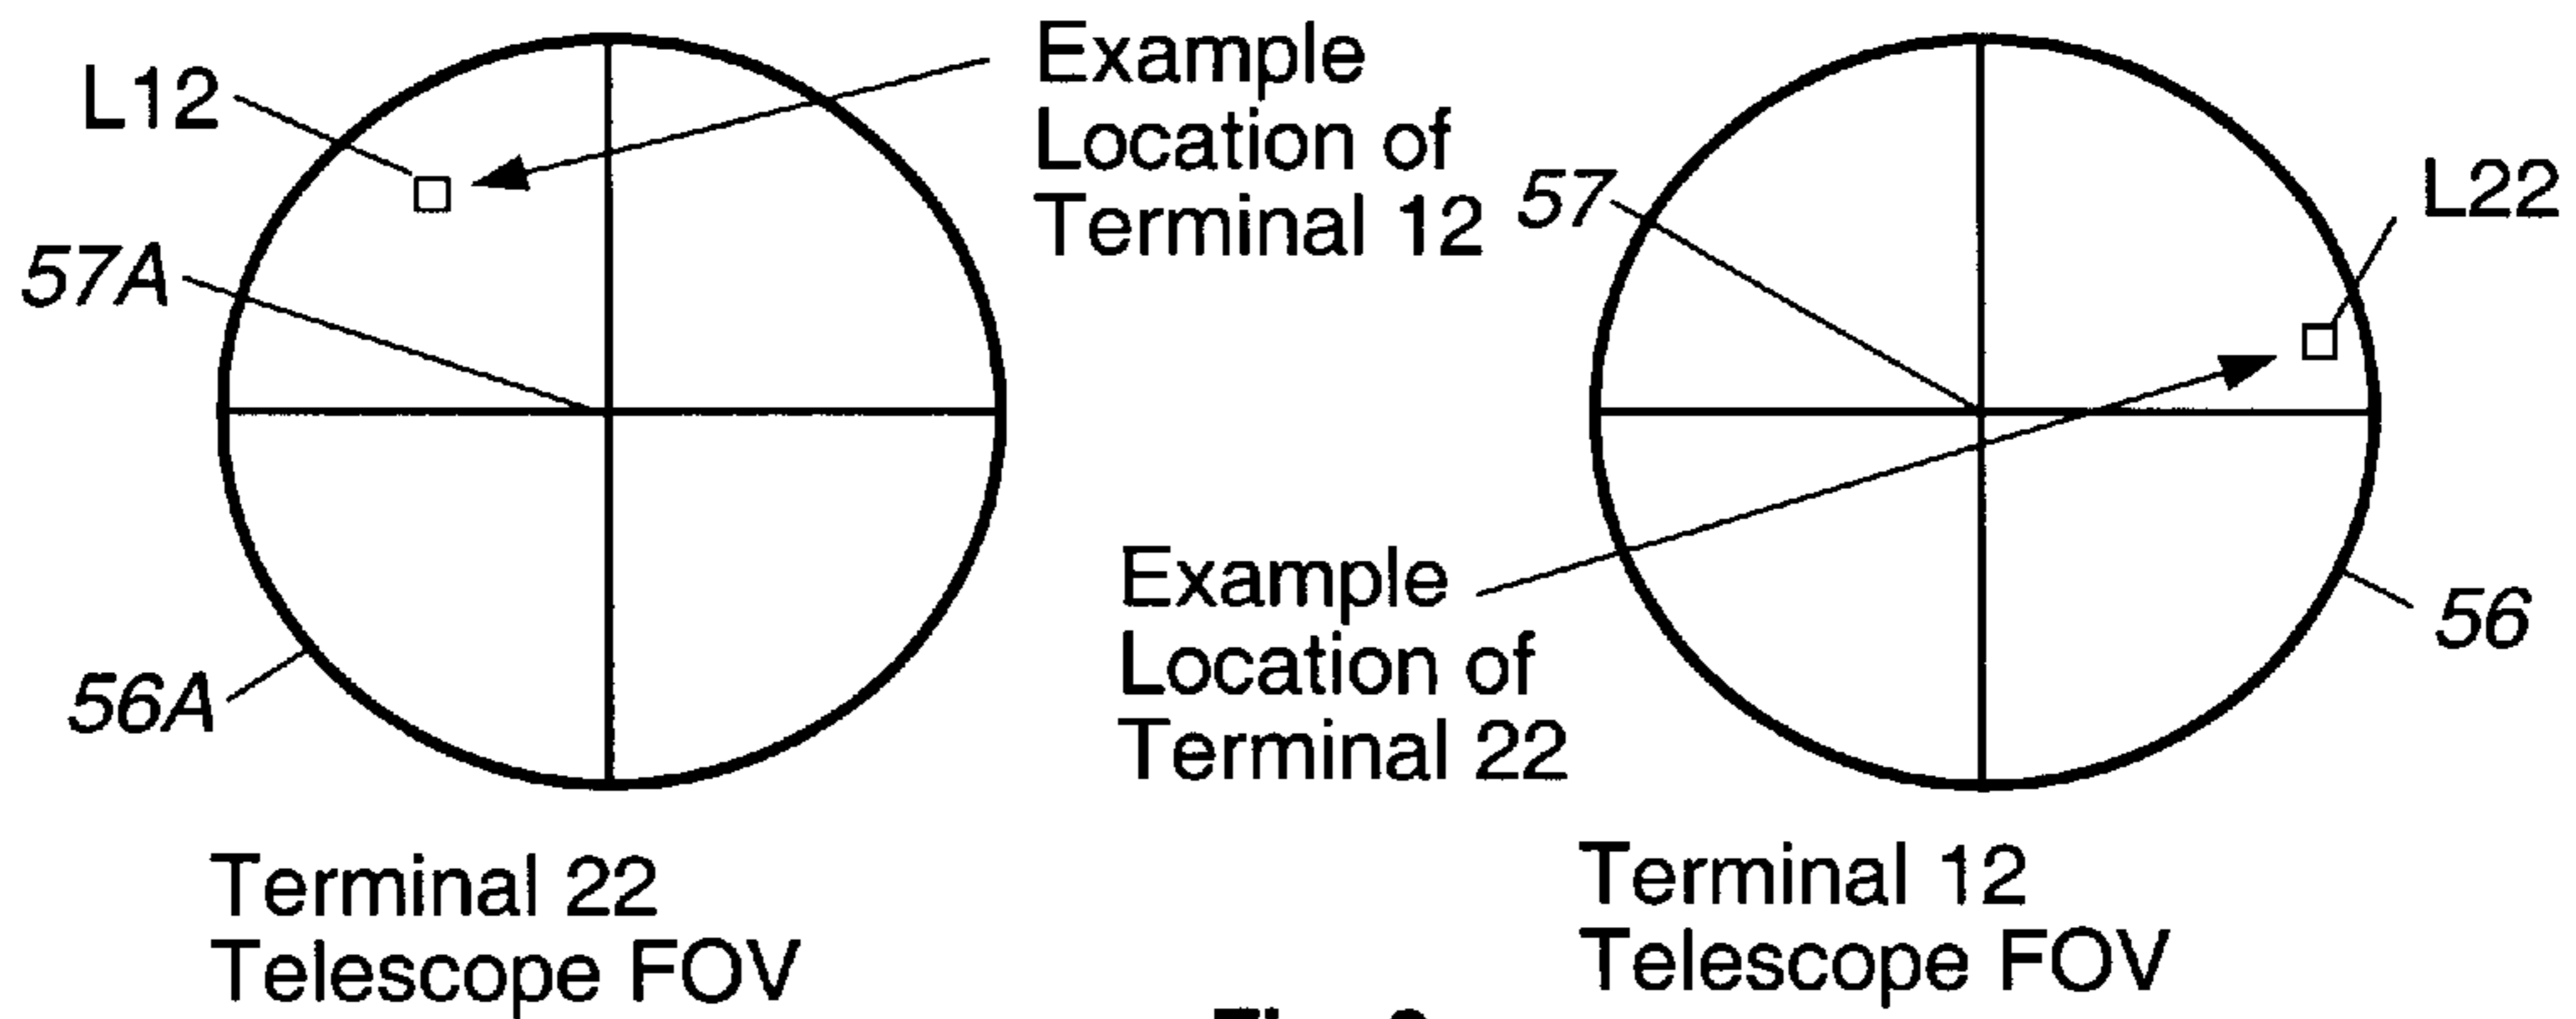 L12
Example
Location of
Terminal 12
57A
56A
Terminal 22
Telescope FOV
57
L22
Example
Location of
Terminal 22
56
Terminal 12
Telescope FOV